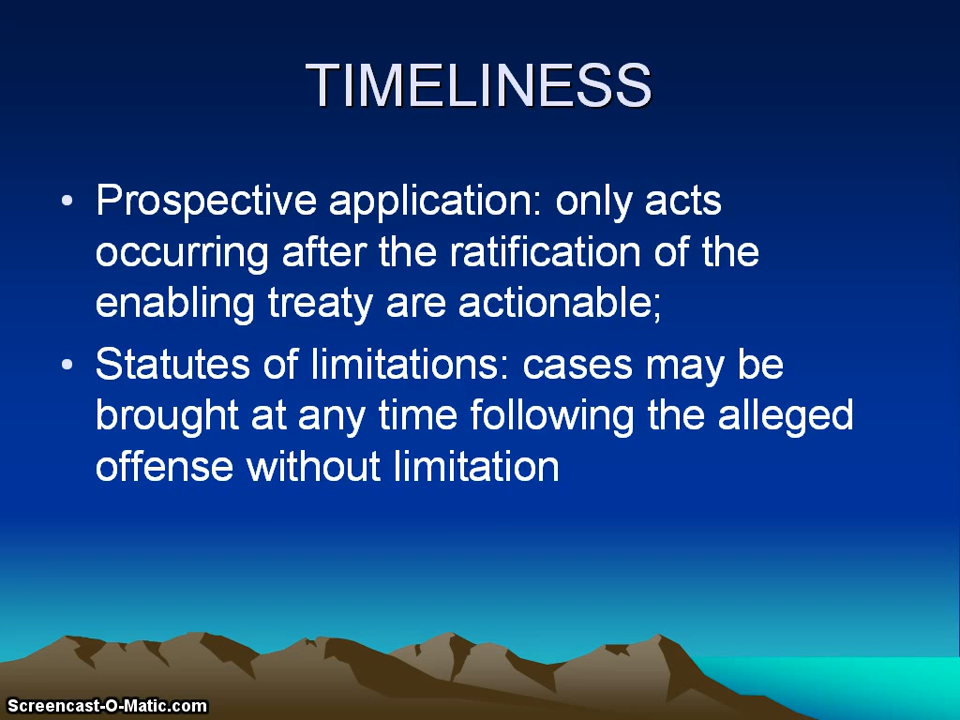 TIMELINESS
• Prospective application: only acts
occurring after the ratification of the
enabling treaty are actionable;
• Statutes of limitations: cases may be
brought at any time following the alleged
offense without limitation
Screencast-O-Matic.com